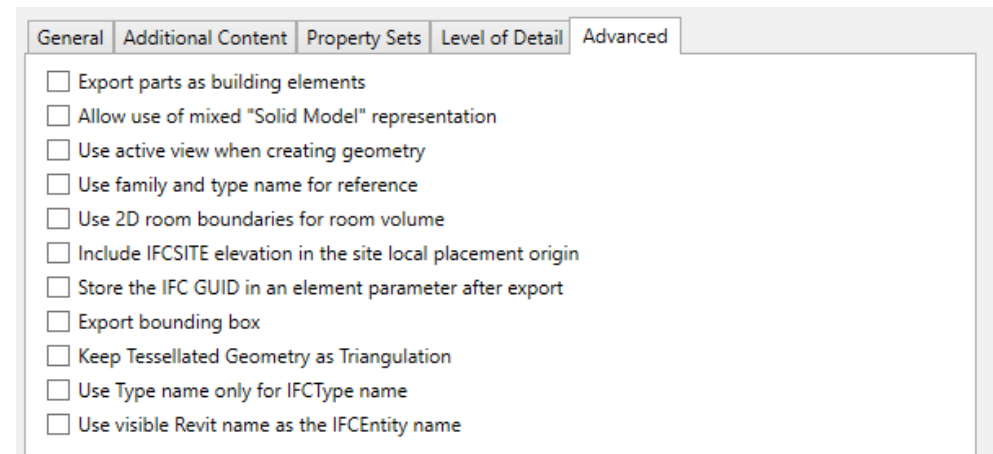 General Additional Content Property Sets Level of Detail Advanced
Export parts as building elements
Allow use of mixed "Solid Model" representation
Use active view when creating geometry
Use family and type name for reference
Use 2D room boundaries for room volume
Include IFCSITE elevation in the site local placement origin
Store the IFC GUID in an element parameter after export
Export bounding box
Keep Tessellated Geometry as Triangulation
Use Type name only for IFCType name
Use visible Revit name as the IFCEntity name